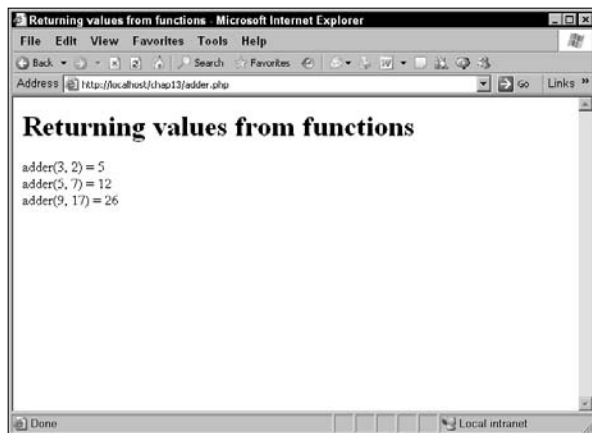 Returning values from functions - Microsoft Internet Explorer
File Edit View Favorites Tools Help
Back Search Favorites
Address http://localhost/chap13/adder.php Go Links »
Returning values from functions
adder(3, 2) = 5
adder(5, 7) = 12
adder(9, 17) = 26
Done Local intranet